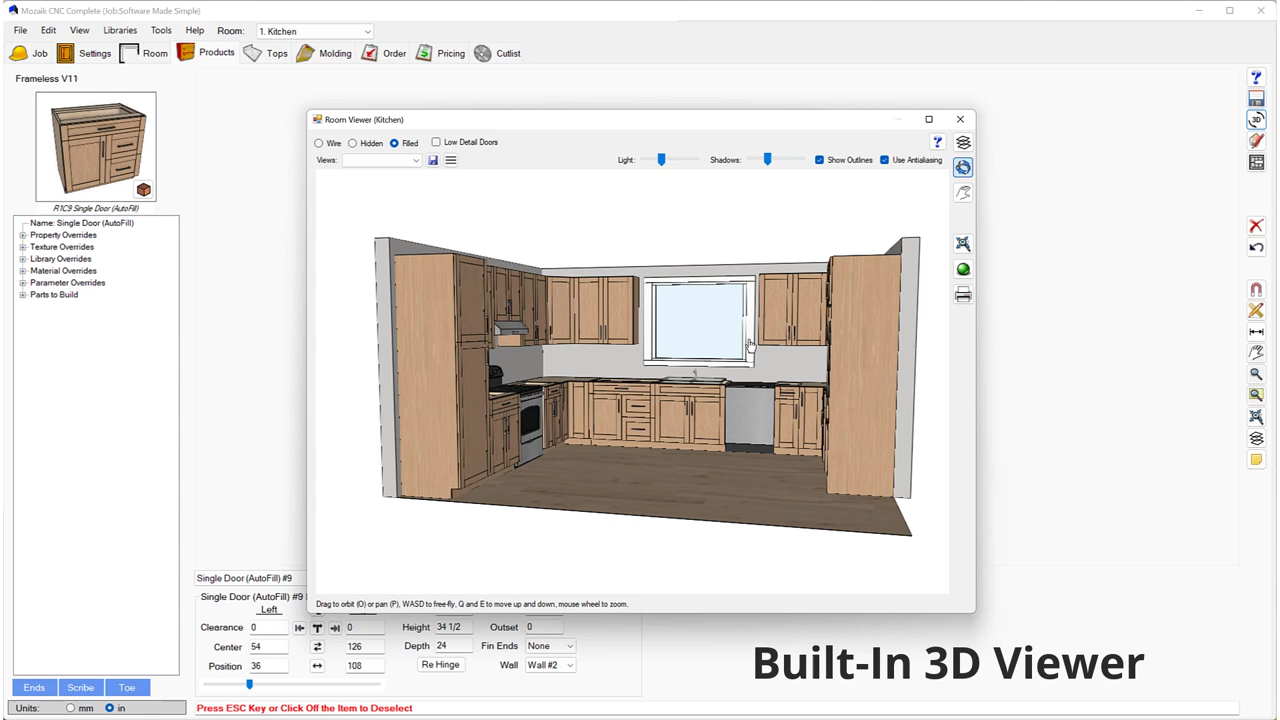 Mozaik CNC Complete (Job:Software Made Simple)
File Edit View Libraries Tools Help Room: 1. Kitchen
Job Settings Room Products Tops Molding Order Pricing Cutlist
Frameless V11
R1C9 Single Door (AutoFill)
Name: Single Door (AutoFill)
Property Overrides
Texture Overrides
Library Overrides
Material Overrides
Parameter Overrides
Parts to Build
Room Viewer (Kitchen)
Wire Hidden Filled Low Detail Doors
Views: Light: Shadows: Show Outlines Use Antialiasing
3D
Drag to orbit (O) or pan (P), WASD to free-fly, Q and E to move up and down, mouse wheel to zoom.
Single Door (AutoFill) #9
Single Door (AutoFill) #9
Left
Clearance 0 0 Height 34 1/2 Outset 0
Center 54 126 Depth 24 Fin Ends None
Position 36 108 Re Hinge Wall Wall #2
Ends Scribe Toe
Units: mm in
Press ESC Key or Click Off the Item to Deselect
Built-In 3D Viewer